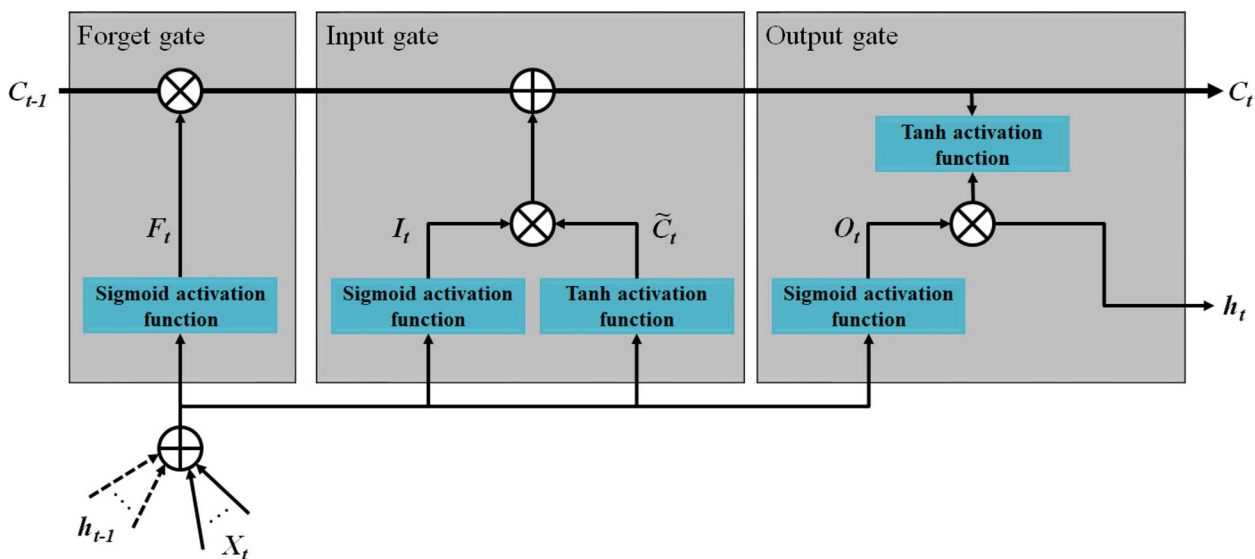 Forget gate
Input gate
Output gate
C_{t-1}
C_t
Tanh activation
function
F_t
I_t
C̃_t
O_t
Sigmoid activation
function
Sigmoid activation
function
Tanh activation
function
Sigmoid activation
function
h_t
h_{t-1}
X_t